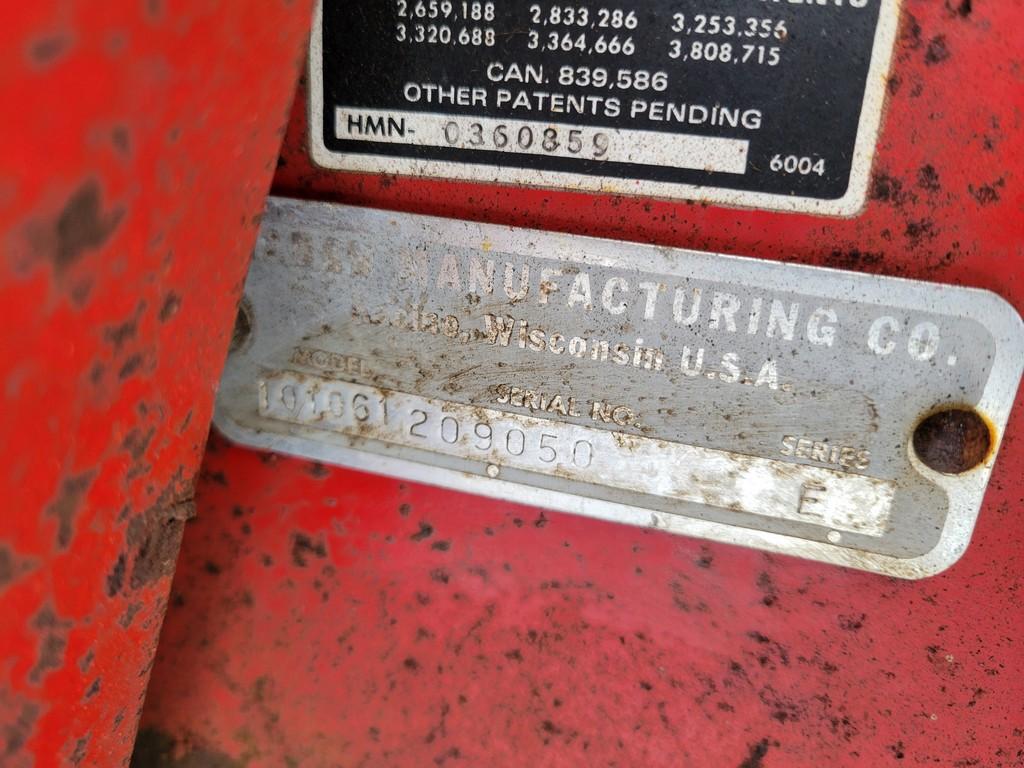 2,659,188 2,833,286 3,253,356
3,320,688 3,364,666 3,808,715
CAN. 839,586
OTHER PATENTS PENDING
HMN- 0360859 6004
MANUFACTURING CO.
Wisconsin U.S.A.
MODEL SERIAL NO. SERIES
101061 209050 E